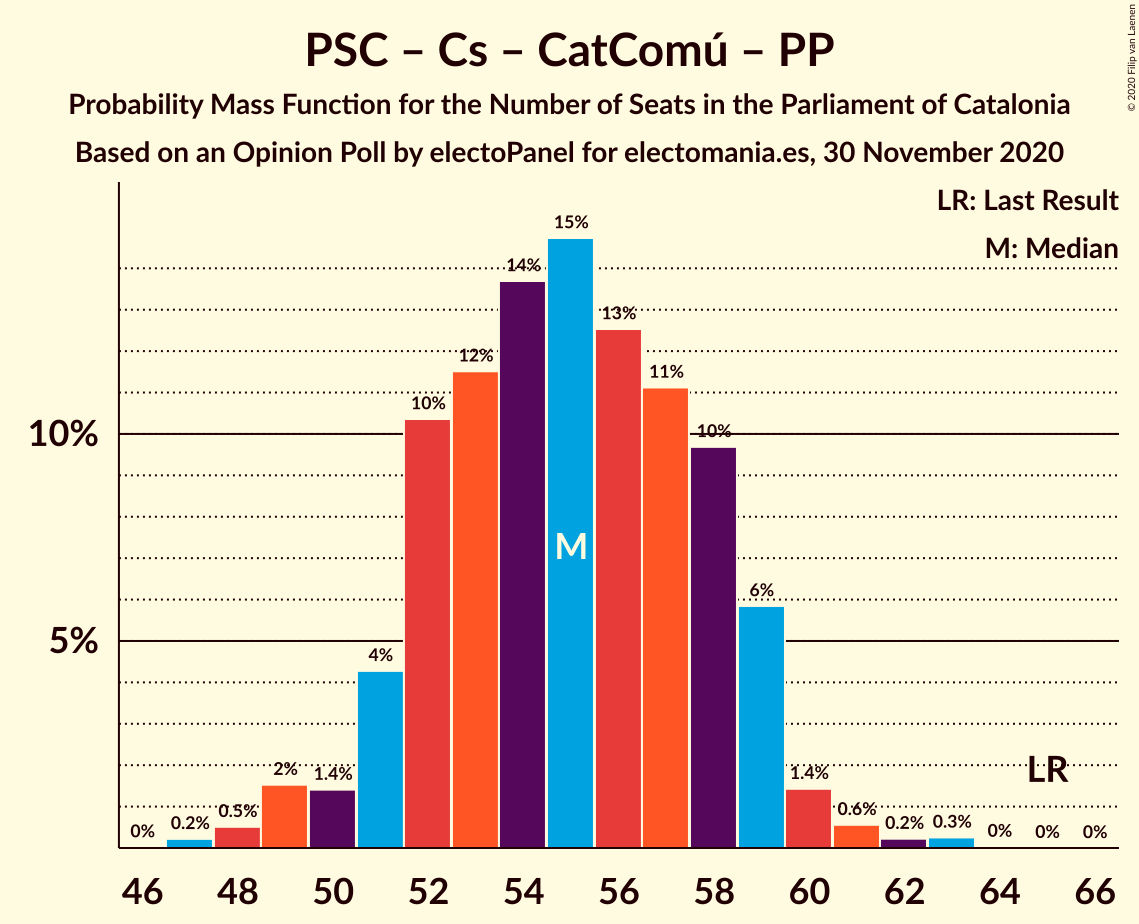 PSC – Cs – CatComú – PP
Probability Mass Function for the Number of Seats in the Parliament of Catalonia
Based on an Opinion Poll by electoPanel for electomania.es, 30 November 2020
© 2020 Filip van Laenen
LR: Last Result
M: Median
10%
5%
0%
0.2%
0.5%
2%
1.4%
4%
10%
12%
14%
15%
13%
11%
10%
6%
1.4%
0.6%
0.2%
0.3%
0%
0%
0%
M
LR
46 48 50 52 54 56 58 60 62 64 66